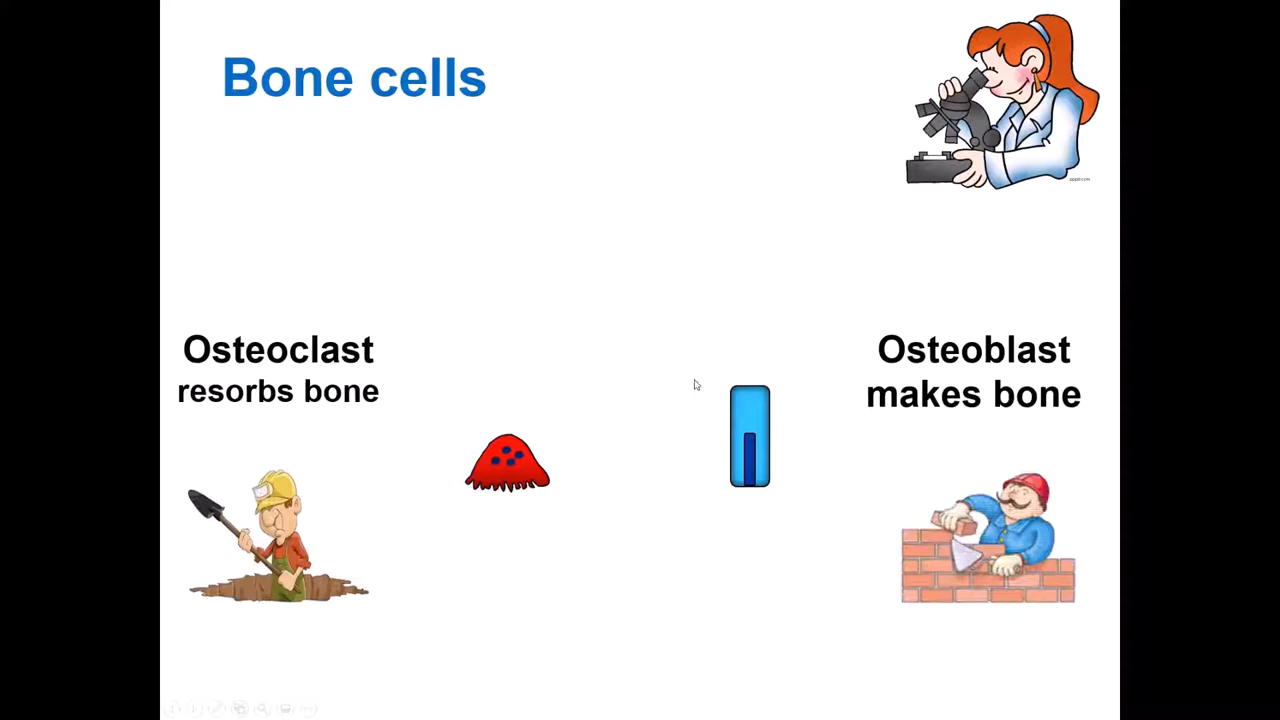 Bone cells
Osteoclast
resorbs bone
Osteoblast
makes bone